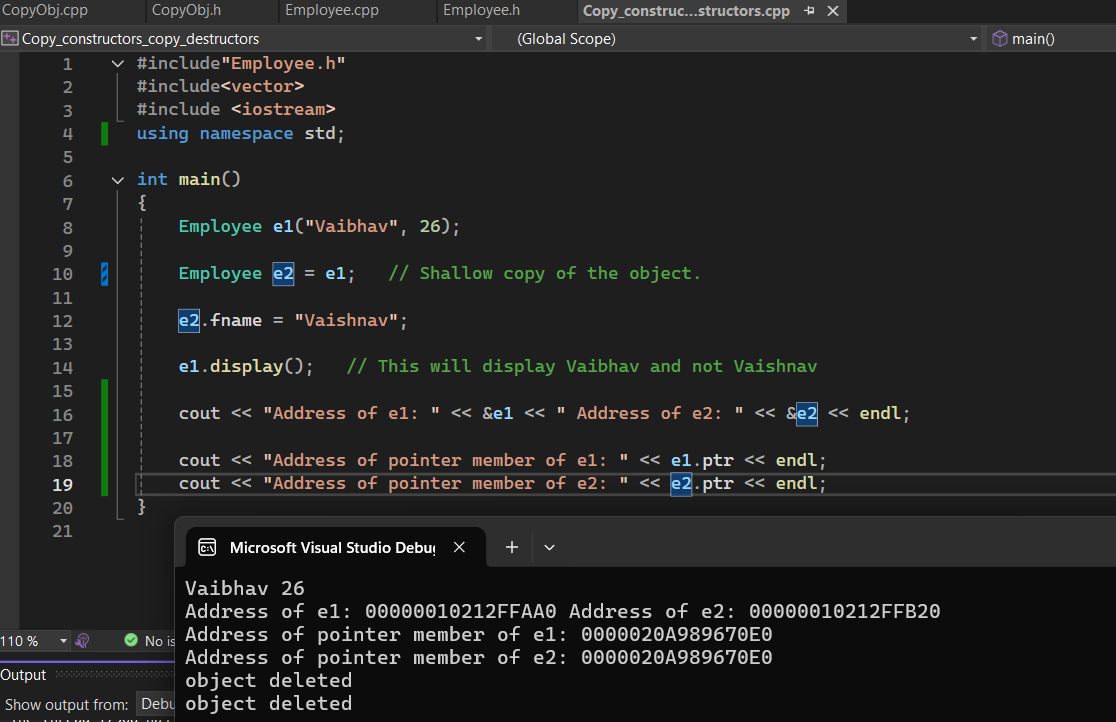 CopyObj.cpp CopyObj.h Employee.cpp Employee.h Copy_construc...structors.cpp
Copy_constructors_copy_destructors (Global Scope) main()
1 #include"Employee.h"
2 #include<vector>
3 #include <iostream>
4 using namespace std;
5
6 int main()
7 {
8 Employee e1("Vaibhav", 26);
9
10 Employee e2 = e1; // Shallow copy of the object.
11
12 e2.fname = "Vaishnav";
13
14 e1.display(); // This will display Vaibhav and not Vaishnav
15
16 cout << "Address of e1: " << &e1 << " Address of e2: " << &e2 << endl;
17
18 cout << "Address of pointer member of e1: " << e1.ptr << endl;
19 cout << "Address of pointer member of e2: " << e2.ptr << endl;
20 }
21
Microsoft Visual Studio Debug
Vaibhav 26
Address of e1: 00000010212FFAA0 Address of e2: 00000010212FFB20
Address of pointer member of e1: 0000020A989670E0
Address of pointer member of e2: 0000020A989670E0
object deleted
object deleted
110 % No is
Output
Show output from: Debu